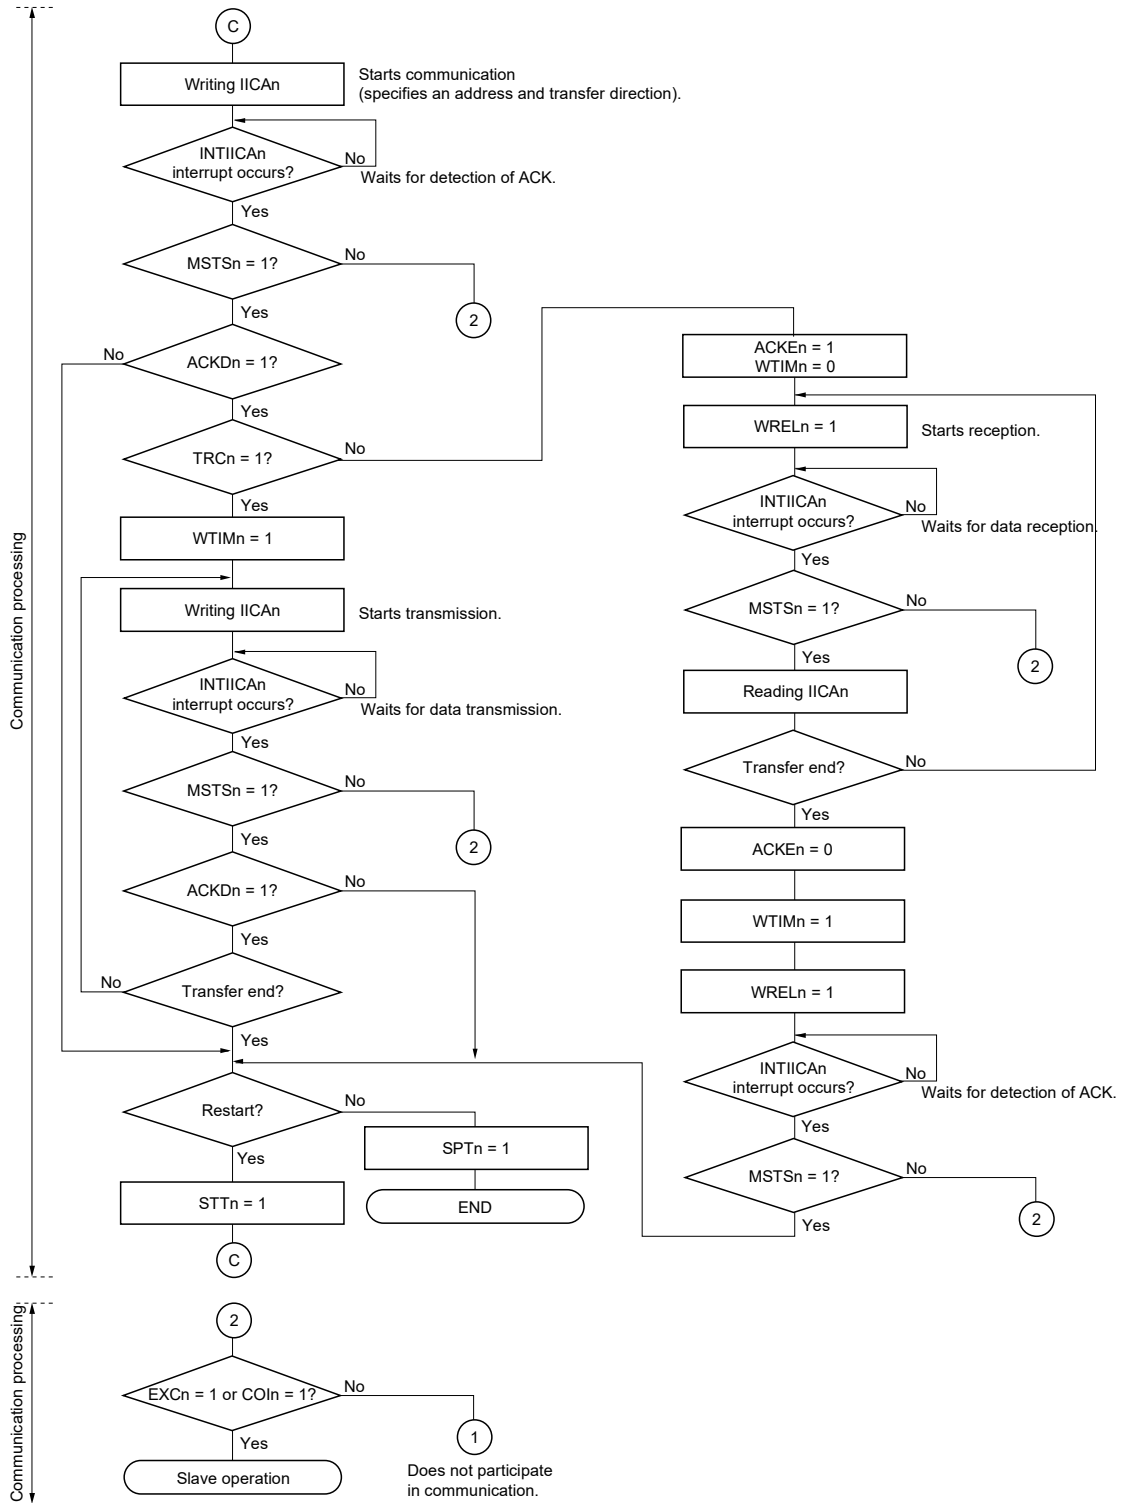 C
Writing IICAn
Starts communication
(specifies an address and transfer direction).
INTIICAn
interrupt occurs?
No
Waits for detection of ACK.
Yes
MSTSn = 1?
No
2
Yes
ACKDn = 1?
No
Yes
TRCn = 1?
No
Yes
WTIMn = 1
Writing IICAn
Starts transmission.
INTIICAn
interrupt occurs?
No
Waits for data transmission.
Yes
MSTSn = 1?
No
2
Yes
ACKDn = 1?
No
Yes
Transfer end?
No
Yes
Restart?
No
SPTn = 1
END
Yes
STTn = 1
C
ACKEn = 1
WTIMn = 0
WRELn = 1
Starts reception.
INTIICAn
interrupt occurs?
No
Waits for data reception.
Yes
MSTSn = 1?
No
2
Yes
Reading IICAn
Transfer end?
No
Yes
ACKEn = 0
WTIMn = 1
WRELn = 1
INTIICAn
interrupt occurs?
No
Waits for detection of ACK.
Yes
MSTSn = 1?
No
2
Yes
Communication processing
2
EXCn = 1 or COIn = 1?
No
1
Does not participate
in communication.
Yes
Slave operation
Communication processing